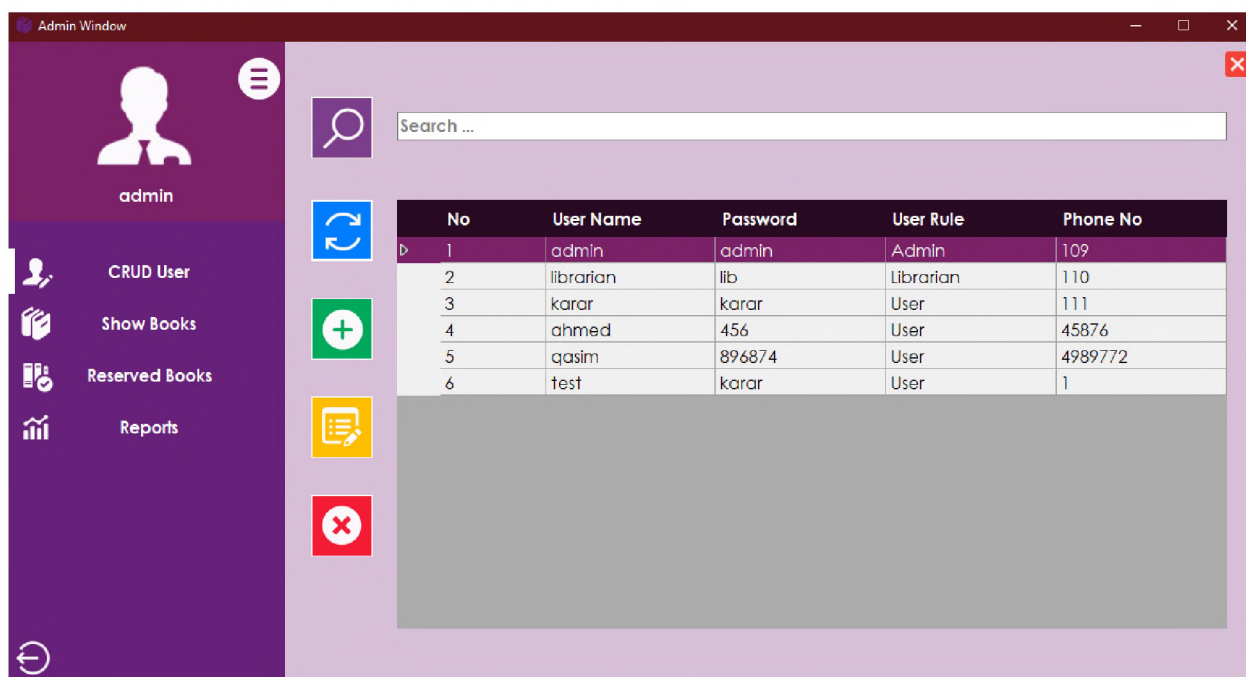 Admin Window
admin
CRUD User
Show Books
Reserved Books
Reports
Search ...
No User Name Password User Rule Phone No
1 admin admin Admin 109
2 librarian lib Librarian 110
3 karar karar User 111
4 ahmed 456 User 45876
5 qasim 896874 User 4989772
6 test karar User 1